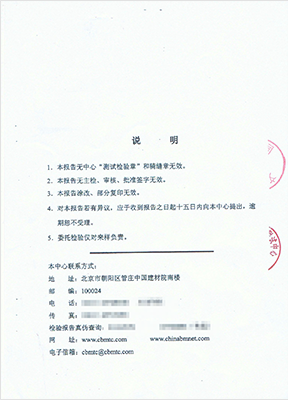 说 明
1、本报告无中心“测试检验章”和骑缝章无效。
2、本报告无主检、审核、批准签字无效。
3、本报告涂改、部分复印无效。
4、对本报告若有异议，应于收到报告之日起十五日内向本中心提出，逾
期恕不受理。
5、委托检验仅对来样负责。
本中心联系方式：
地 址：北京市朝阳区管庄中国建材院南楼
邮 编：100024
电 话：
传 真：
检验报告真伪查询：
网 址：www.cbmtc.com www.chinabmnet.com
电子信箱：cbmtc@cbmtc.com